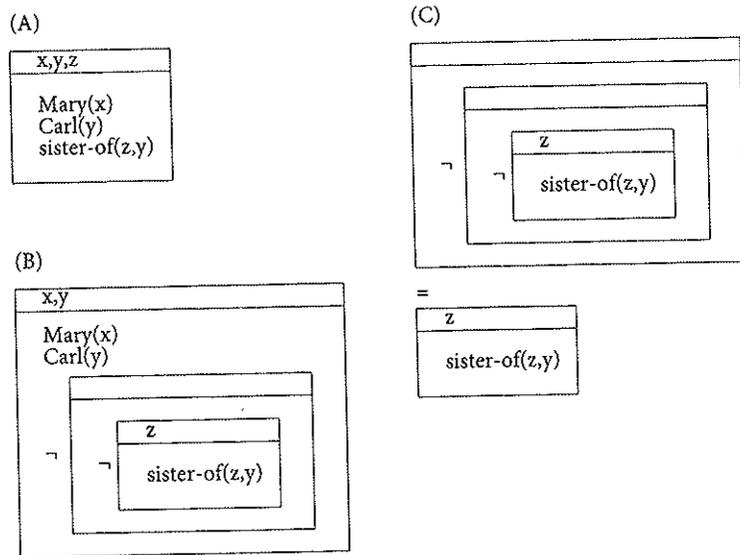 (A)
x,y,z
Mary(x)
Carl(y)
sister-of(z,y)
(B)
x,y
Mary(x)
Carl(y)
¬
¬
z
sister-of(z,y)
(C)
¬
¬
z
sister-of(z,y)
=
z
sister-of(z,y)